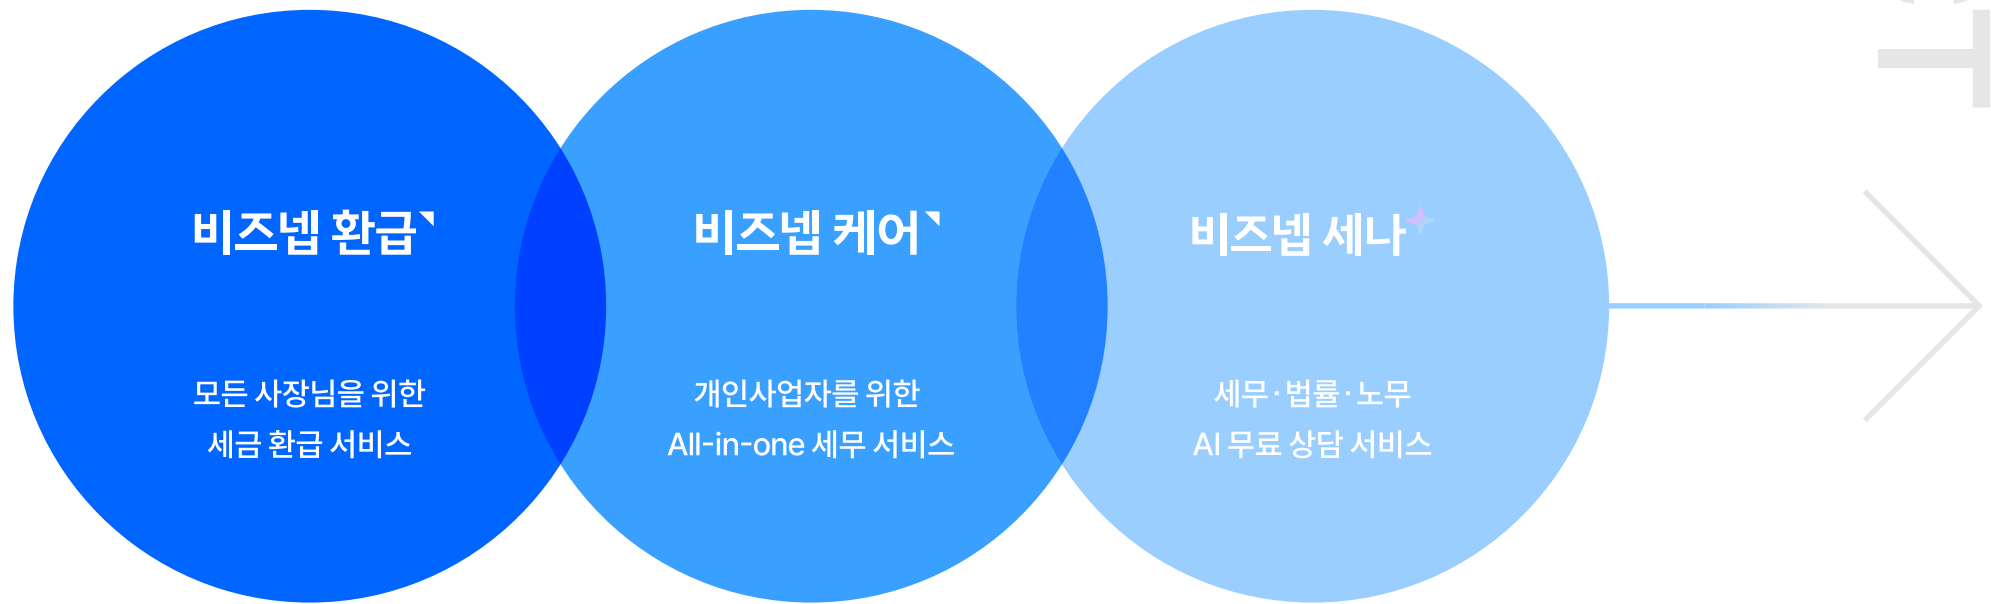 비즈넵 환급
모든 사장님을 위한
세금 환급 서비스
비즈넵 케어
개인사업자를 위한
All-in-one 세무 서비스
비즈넵 세나
세무·법률·노무
AI 무료 상담 서비스